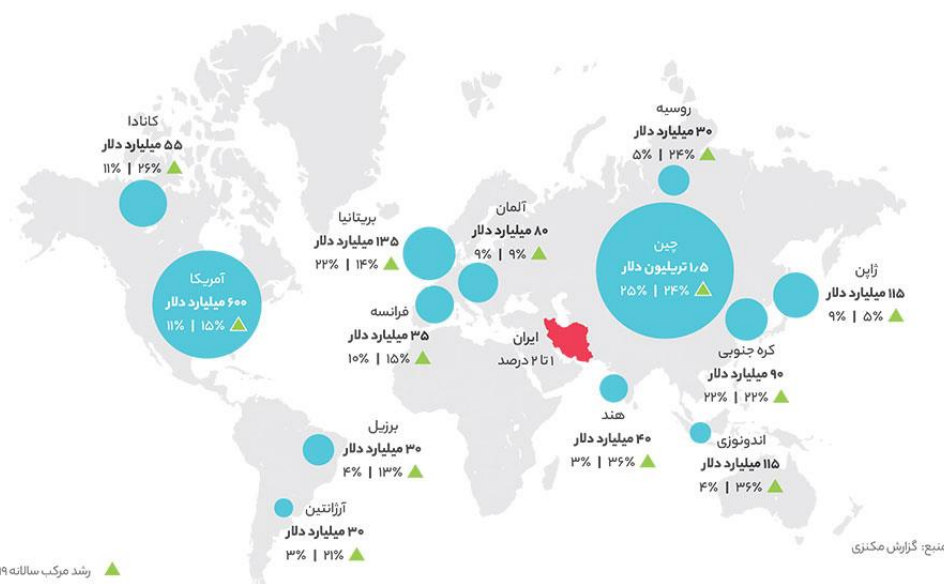 کانادا
۵۵ میلیارد دلار
۱۱% | ۲۶%
آمریکا
۶۰۰ میلیارد دلار
۱۱% | ۱۵%
بریتانیا
۱۳۵ میلیارد دلار
۲۲% | ۱۴%
آلمان
۸۰ میلیارد دلار
۹% | ۹%
فرانسه
۳۵ میلیارد دلار
۱۰% | ۱۵%
روسیه
۳۰ میلیارد دلار
۵% | ۲۴%
چین
۱٫۵ تریلیون دلار
۲۵% | ۲۴%
ژاپن
۱۱۵ میلیارد دلار
۹% | ۵%
کره جنوبی
۹۰ میلیارد دلار
۲۲% | ۲۲%
ایران
۱ تا ۲ درصد
هند
۴۰ میلیارد دلار
۳% | ۳۶%
اندونزی
۱۱۵ میلیارد دلار
۴% | ۳۶%
برزیل
۳۰ میلیارد دلار
۴% | ۱۳%
آرژانتین
۳۰ میلیارد دلار
۳% | ۲۱%
منبع: گزارش مکنزی
رشد مرکب سالانه ۱۹